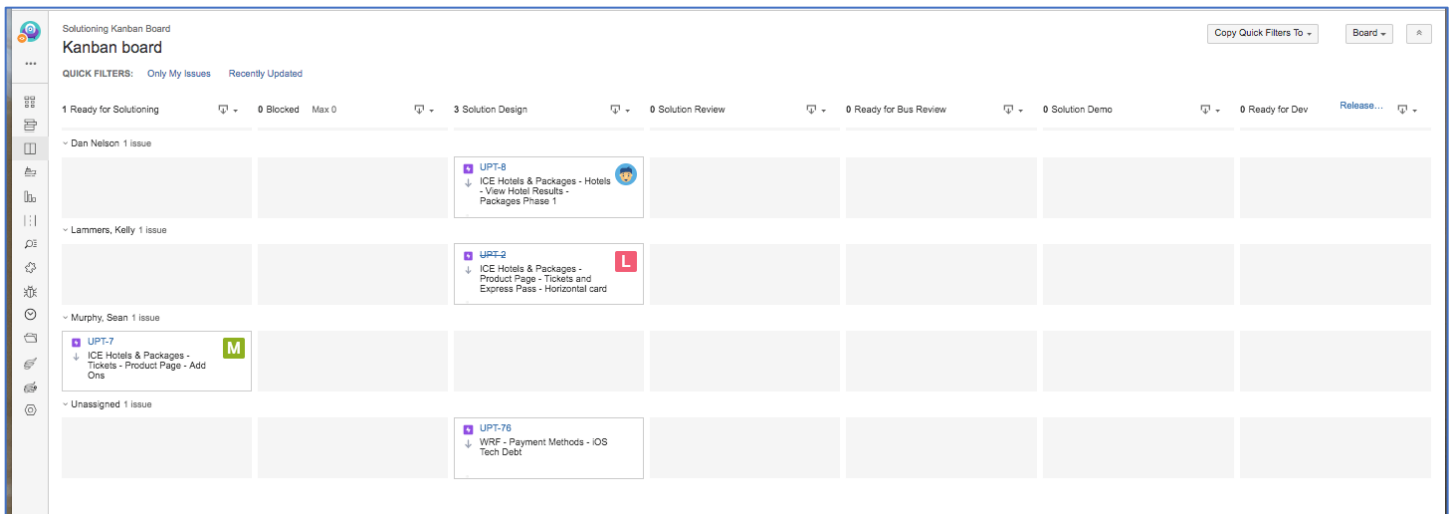 Solutioning Kanban Board
Copy Quick Filters To
Board
Kanban board
QUICK FILTERS: Only My Issues Recently Updated
1 Ready for Solutioning 0 Blocked Max 0 3 Solution Design 0 Solution Review 0 Ready for Bus Review 0 Solution Demo 0 Ready for Dev Release...
Dan Nelson 1 issue
UPT-8
ICE Hotels & Packages - Hotels
- View Hotel Results -
Packages Phase 1
Lammers, Kelly 1 issue
UPT-2
L
ICE Hotels & Packages -
Product Page - Tickets and
Express Pass - Horizontal card
Murphy, Sean 1 issue
UPT-7
M
ICE Hotels & Packages -
Tickets - Product Page - Add
Ons
Unassigned 1 issue
UPT-76
WRF - Payment Methods - iOS
Tech Debt